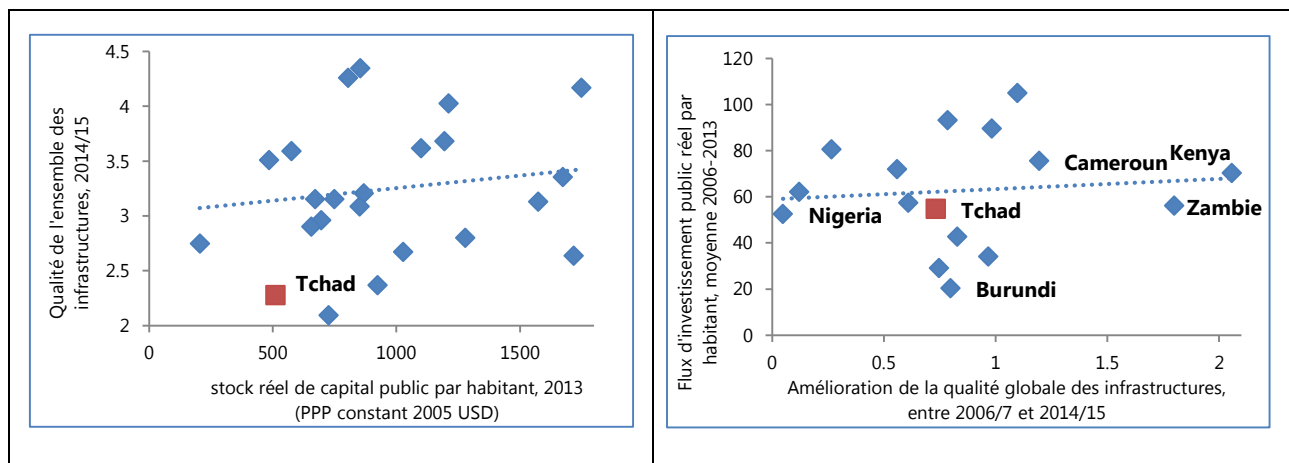 4.5
4
3.5
3
2.5
2
Qualité de l'ensemble des
infrastructures, 2014/15
Tchad
0
500
1000
1500
stock réel de capital public par habitant, 2013
(PPP constant 2005 USD)
120
100
80
60
40
20
0
Flux d'investissement public réel par
habitant, moyenne 2006-2013
Kenya
Cameroun
Nigeria
Tchad
Zambie
Burundi
0
0.5
1
1.5
2
Amélioration de la qualité globale des infrastructures,
entre 2006/7 et 2014/15